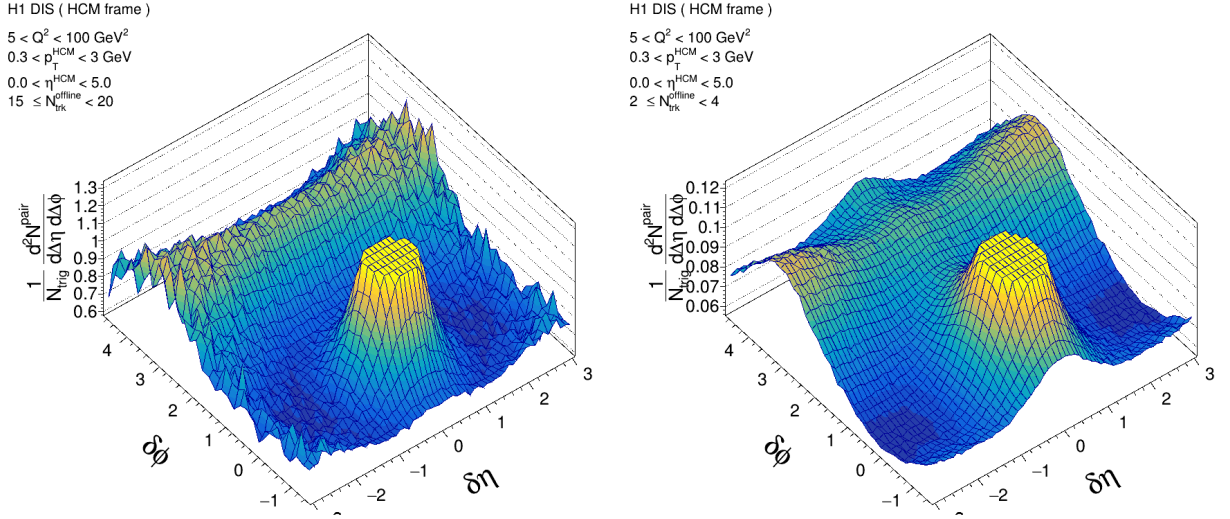 H1 DIS ( HCM frame )
5 < Q² < 100 GeV²
0.3 < p_T^HCM < 3 GeV
0.0 < η^HCM < 5.0
15 ≤ N_trk^offline < 20
1/N_trig d²N^pair/dΔη dΔϕ
1.3
1.2
1.1
1
0.9
0.8
0.7
0.6
4
3
2
1
0
−1
δϕ
−2
−1
0
1
2
3
δη
H1 DIS ( HCM frame )
5 < Q² < 100 GeV²
0.3 < p_T^HCM < 3 GeV
0.0 < η^HCM < 5.0
2 ≤ N_trk^offline < 4
1/N_trig d²N^pair/dΔη dΔϕ
0.12
0.11
0.1
0.09
0.08
0.07
0.06
4
3
2
1
0
−1
δϕ
−2
−1
0
1
2
3
δη